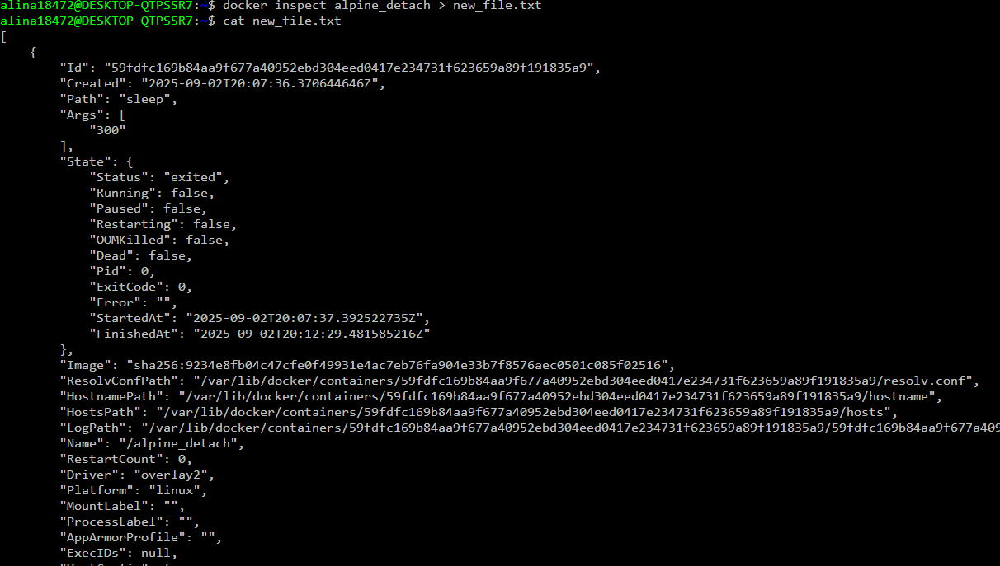 alina18472@DESKTOP-QTPSSR7:~$ docker inspect alpine_detach > new_file.txt
alina18472@DESKTOP-QTPSSR7:~$ cat new_file.txt
[
    {
        "Id": "59fdfc169b84aa9f677a40952ebd304eed0417e234731f623659a89f191835a9",
        "Created": "2025-09-02T20:07:36.370644646Z",
        "Path": "sleep",
        "Args": [
            "300"
        ],
        "State": {
            "Status": "exited",
            "Running": false,
            "Paused": false,
            "Restarting": false,
            "OOMKilled": false,
            "Dead": false,
            "Pid": 0,
            "ExitCode": 0,
            "Error": "",
            "StartedAt": "2025-09-02T20:07:37.392522735Z",
            "FinishedAt": "2025-09-02T20:12:29.481585216Z"
        },
        "Image": "sha256:9234e8fb04c47cfe0f49931e4ac7eb76fa904e33b7f8576aec0501c085f02516",
        "ResolvConfPath": "/var/lib/docker/containers/59fdfc169b84aa9f677a40952ebd304eed0417e234731f623659a89f191835a9/resolv.conf",
        "HostnamePath": "/var/lib/docker/containers/59fdfc169b84aa9f677a40952ebd304eed0417e234731f623659a89f191835a9/hostname",
        "HostsPath": "/var/lib/docker/containers/59fdfc169b84aa9f677a40952ebd304eed0417e234731f623659a89f191835a9/hosts",
        "LogPath": "/var/lib/docker/containers/59fdfc169b84aa9f677a40952ebd304eed0417e234731f623659a89f191835a9/59fdfc169b84aa9f677a409
        "Name": "/alpine_detach",
        "RestartCount": 0,
        "Driver": "overlay2",
        "Platform": "linux",
        "MountLabel": "",
        "ProcessLabel": "",
        "AppArmorProfile": "",
        "ExecIDs": null,